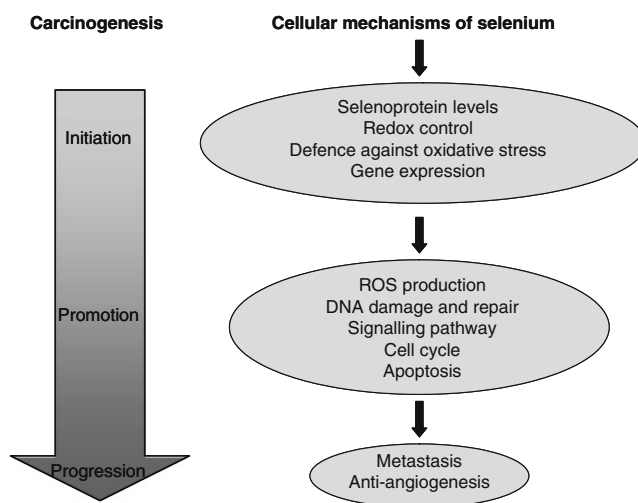 Carcinogenesis
Initiation
Promotion
Progression
Cellular mechanisms of selenium
Selenoprotein levels
Redox control
Defence against oxidative stress
Gene expression
ROS production
DNA damage and repair
Signalling pathway
Cell cycle
Apoptosis
Metastasis
Anti-angiogenesis